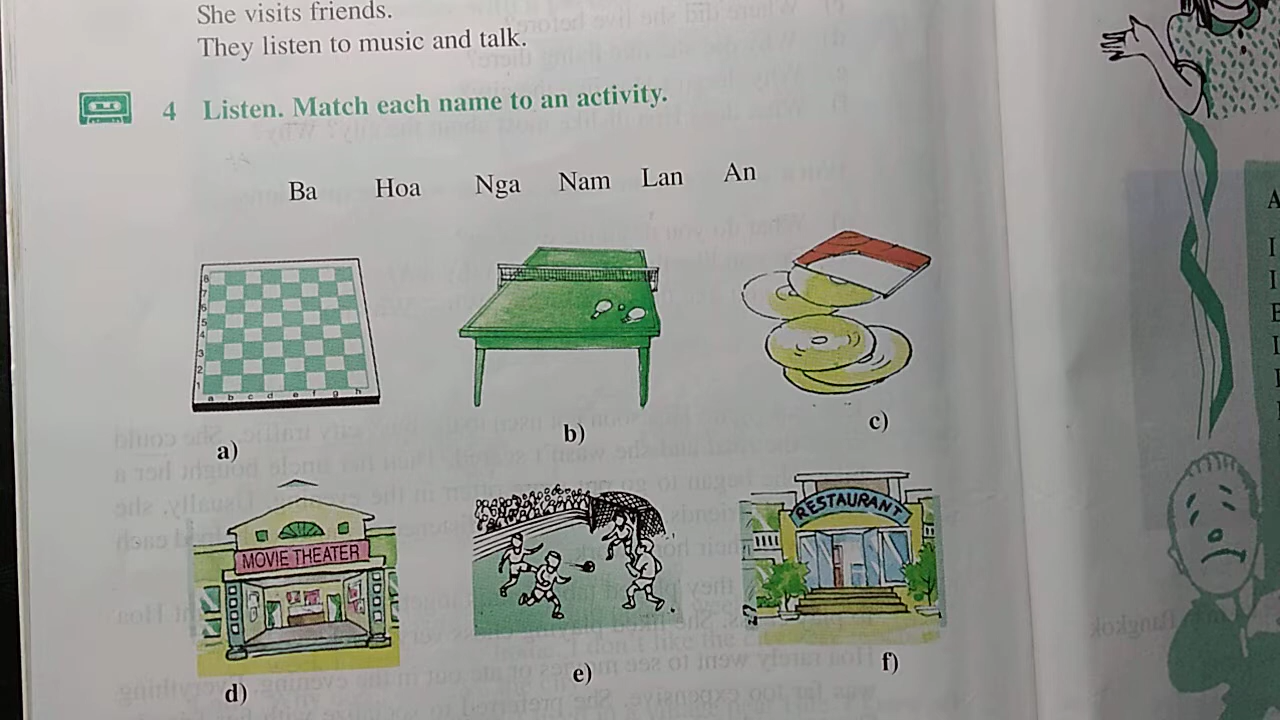 She visits friends.
They listen to music and talk.
4 Listen. Match each name to an activity.
Ba Hoa Nga Nam Lan An
a)
b)
c)
MOVIE THEATER
RESTAURANT
d)
e)
f)